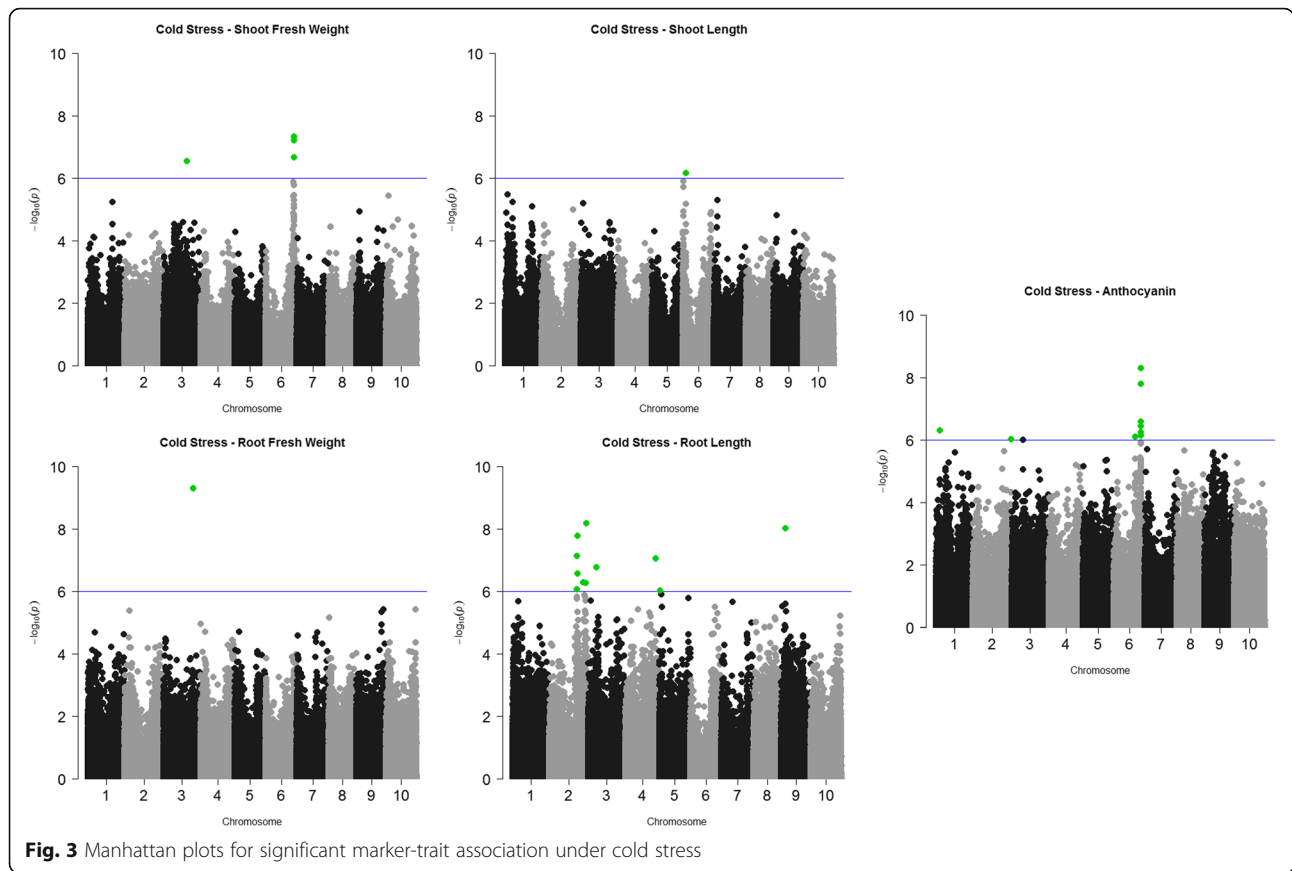 Cold Stress - Shoot Fresh Weight
10
8
6
4
2
0
−log10(p)
1 2 3 4 5 6 7 8 9 10
Chromosome
Cold Stress - Shoot Length
10
8
6
4
2
0
−log10(p)
1 2 3 4 5 6 7 8 9 10
Chromosome
Cold Stress - Root Fresh Weight
10
8
6
4
2
0
−log10(p)
1 2 3 4 5 6 7 8 9 10
Chromosome
Cold Stress - Root Length
10
8
6
4
2
0
−log10(p)
1 2 3 4 5 6 7 8 9 10
Chromosome
Cold Stress - Anthocyanin
10
8
6
4
2
0
−log10(p)
1 2 3 4 5 6 7 8 9 10
Chromosome
Fig. 3 Manhattan plots for significant marker-trait association under cold stress